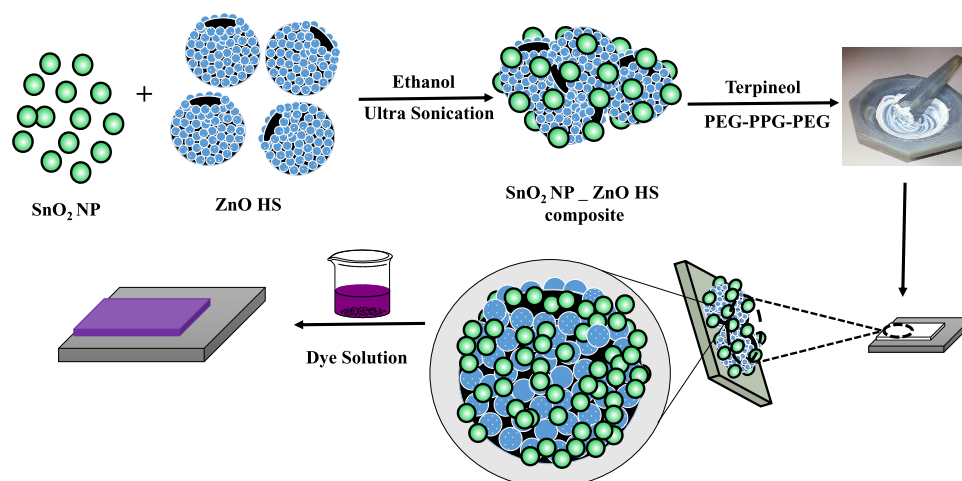 +
Ethanol
Ultra Sonication
Terpineol
PEG-PPG-PEG
SnO₂ NP
ZnO HS
SnO₂ NP _ ZnO HS
composite
Dye Solution